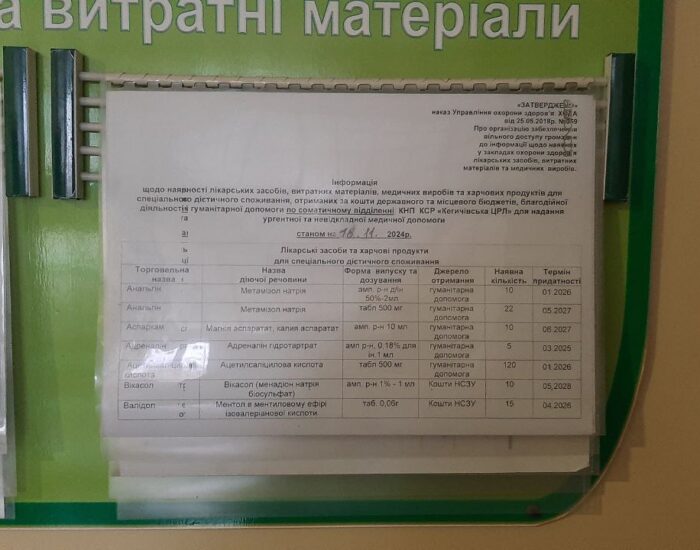 а витратні матеріали
«ЗАТВЕРДЖЕНО»
наказ Управління охорони здоров'я ХОДА
від 25.05.2018р. №
Про організацію забезпечення
вільного доступу громадян
до інформації щодо наявних
у закладах охорони здоров'я
лікарських засобів, витратних
матеріалів та медичних виробів.
Інформація
щодо наявності лікарських засобів, витратних матеріалів, медичних виробів та харчових продуктів для
спеціального дієтичного споживання, отриманих за кошти державного та місцевого бюджетів, благодійної
діяльності гуманітарної допомоги по соматичному відділенні КНП КСР «Кегичівська ЦРЛ» для надання
ургентної та невідкладної медичної допомоги
станом на 18. 11. 2024р.
Лікарські засоби та харчові продукти
для спеціального дієтичного споживання
Торговельна назва Назва діючої речовини Форма випуску та дозування Джерело отримання Наявна кількість Термін придатності
Анальгін Метамізол натрія амп. р-н д/ін 50%-2мл гуманітарна допомога 10 01.2026
Анальгін Метамізол натрія табл 500 мг гуманітарна допомога 22 05.2027
Аспаркам Магнія аспаратат, калия аспаратат амп. р-н 10 мл гуманітарна допомога 10 06.2027
Адреналін Адреналін гідротартрат амп р-н, 0,18% для ін.1 мл гуманітарна допомога 5 03.2025
Ацетилсаліцилова кислота Ацетилсаліцилова кислота табл 500 мг гуманітарна допомога 120 01.2026
Вікасол Вікасол (менадіон натрія біосульфат) амп. р-н 1% - 1 мл Кошти НСЗУ 10 05,2028
Валідол Ментол в ментиловому ефірі ізовалеріанової кислоти таб. 0,06г Кошти НСЗУ 15 04.2026